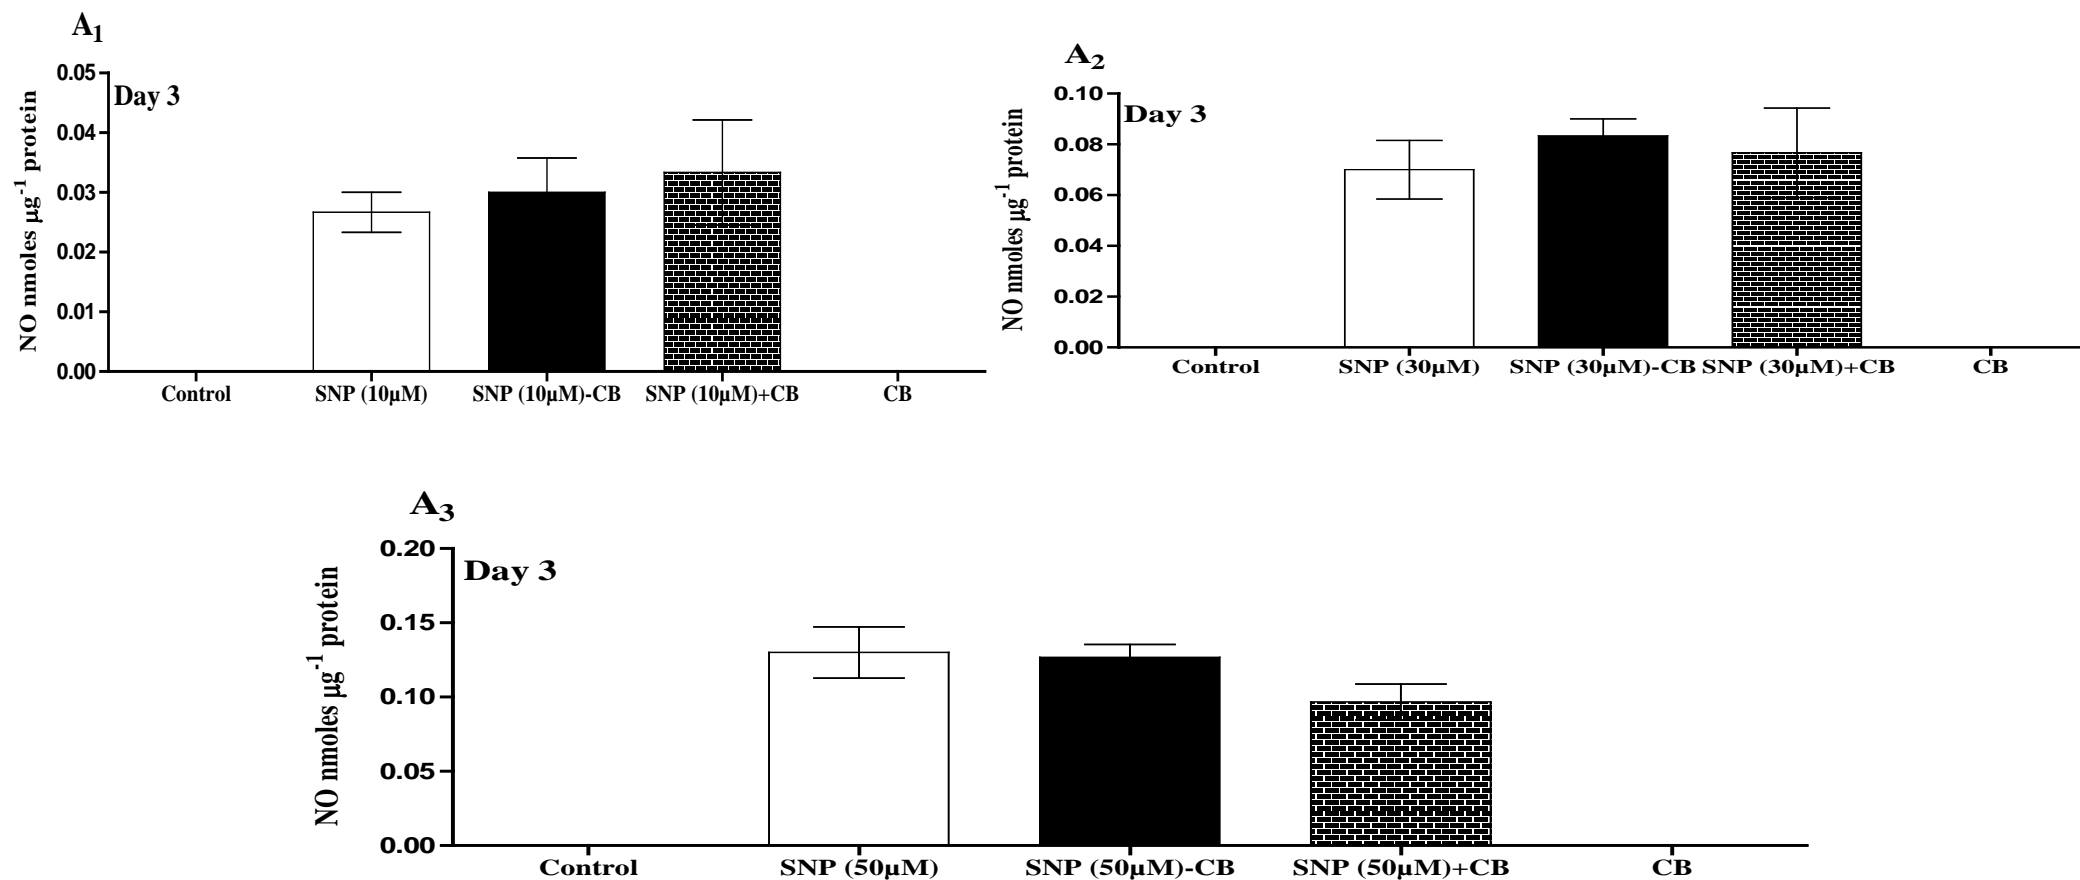 A1
0.05
Day 3
0.04
0.03
0.02
0.01
0.00
NO nmoles µg-1 protein
Control SNP (10µM) SNP (10µM)-CB SNP (10µM)+CB CB
A2
0.10
Day 3
0.08
0.06
0.04
0.02
0.00
NO nmoles µg-1 protein
Control SNP (30µM) SNP (30µM)-CB SNP (30µM)+CB CB
A3
0.20
Day 3
0.15
0.10
0.05
0.00
NO nmoles µg-1 protein
Control SNP (50µM) SNP (50µM)-CB SNP (50µM)+CB CB